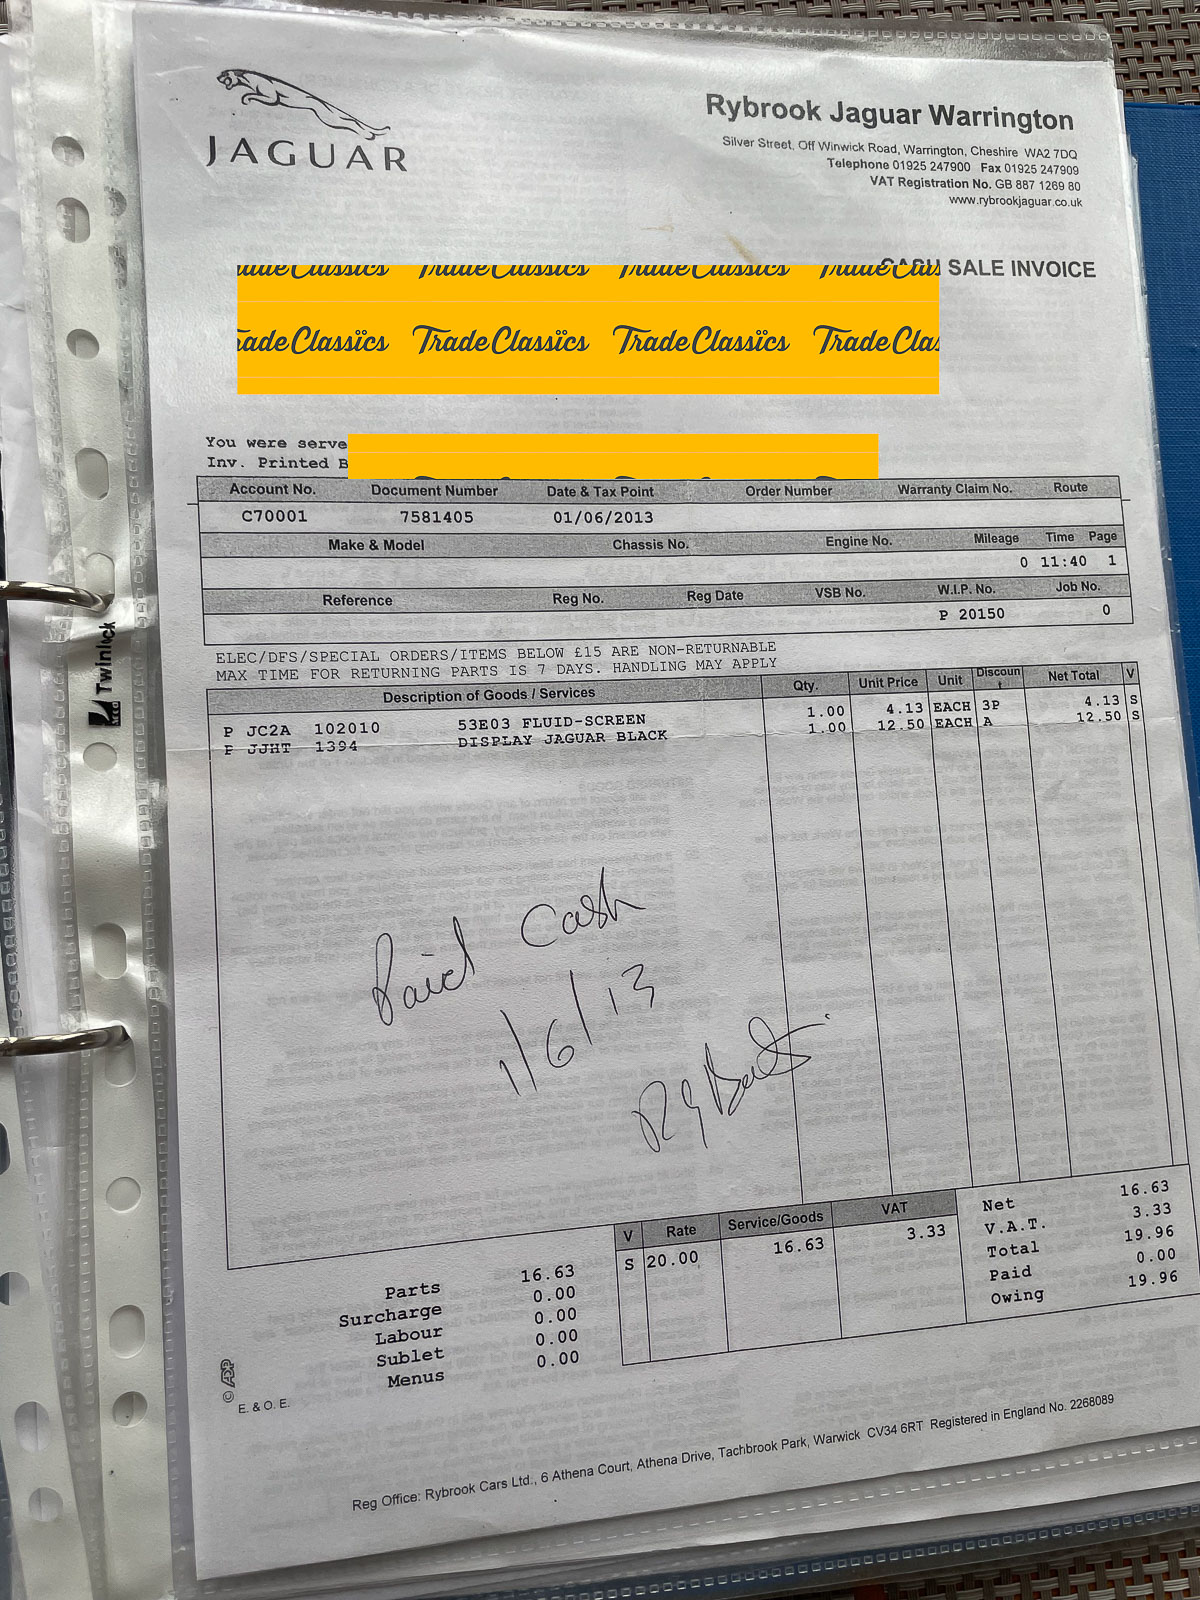 JAGUAR
Rybrook Jaguar Warrington
Silver Street, Off Winwick Road, Warrington, Cheshire WA2 7DQ
Telephone 01925 247900 Fax 01925 247909
VAT Registration No. GB 887 1269 80
www.rybrookjaguar.co.uk
CASH SALE INVOICE
TradeClassics TradeClassics TradeClassics TradeClas
radeClassics TradeClassics TradeClassics TradeClas
You were serve
Inv. Printed B
Account No. Document Number Date & Tax Point Order Number Warranty Claim No. Route
C70001 7581405 01/06/2013
Make & Model Chassis No. Engine No. Mileage Time Page
0 11:40 1
Reference Reg No. Reg Date VSB No. W.I.P. No. Job No.
P 20150 0
ELEC/DFS/SPECIAL ORDERS/ITEMS BELOW £15 ARE NON-RETURNABLE
MAX TIME FOR RETURNING PARTS IS 7 DAYS. HANDLING MAY APPLY
Description of Goods / Services Qty. Unit Price Unit Discount Net Total V
P JC2A 102010 53E03 FLUID-SCREEN 1.00 4.13 EACH 3P 4.13 S
P JJHT 1394 DISPLAY JAGUAR BLACK 1.00 12.50 EACH A 12.50 S
Paid Cash
1/6/13
V Rate Service/Goods VAT
S 20.00 16.63 3.33
Net 16.63
V.A.T. 3.33
Total 19.96
Paid 0.00
Owing 19.96
Parts 16.63
Surcharge 0.00
Labour 0.00
Sublet 0.00
Menus 0.00
© ADP
E. & O. E.
Reg Office: Rybrook Cars Ltd., 6 Athena Court, Athena Drive, Tachbrook Park, Warwick CV34 6RT Registered in England No. 2268089
Twinlock
ACCO